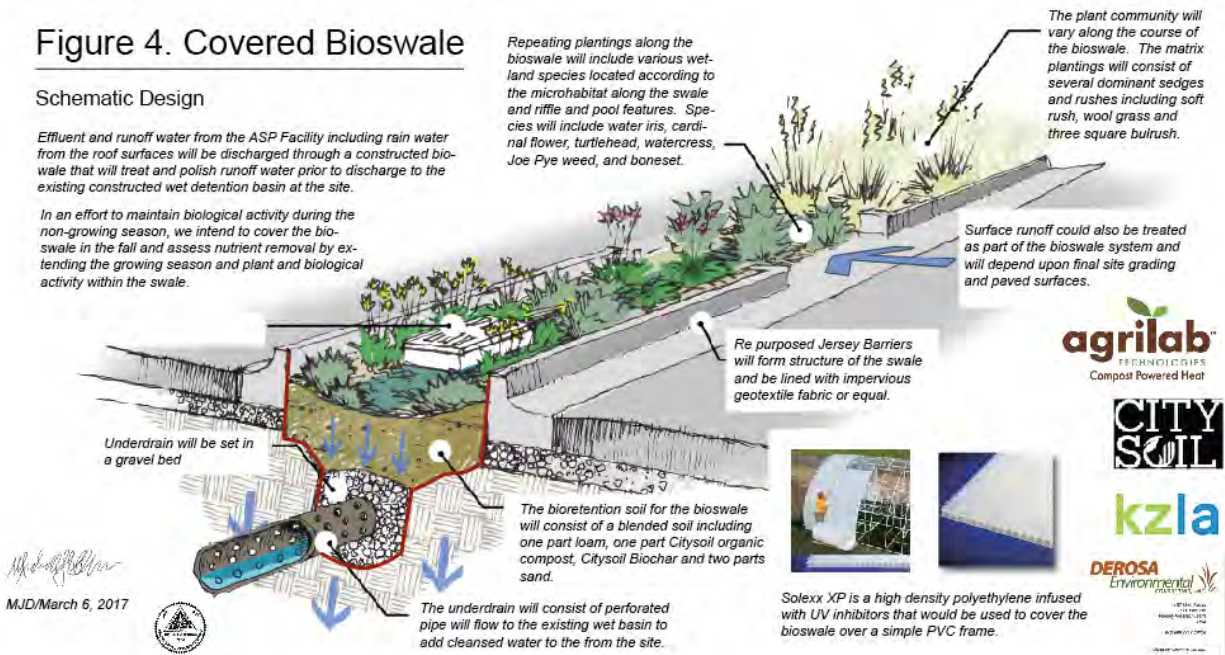 Figure 4. Covered Bioswale
Schematic Design
Effluent and runoff water from the ASP Facility including rain water
from the roof surfaces will be discharged through a constructed bio-
wale that will treat and polish runoff water prior to discharge to the
existing constructed wet detention basin at the site.
In an effort to maintain biological activity during the
non-growing season, we intend to cover the bio-
swale in the fall and assess nutrient removal by ex-
tending the growing season and plant and biological
activity within the swale.
Repeating plantings along the
bioswale will include various wet-
land species located according to
the microhabitat along the swale
and riffle and pool features. Spe-
cies will include water iris, cardi-
nal flower, turtlehead, watercress,
Joe Pye weed, and boneset.
The plant community will
vary along the course of
the bioswale. The matrix
plantings will consist of
several dominant sedges
and rushes including soft
rush, wool grass and
three square bulrush.
Surface runoff could also be treated
as part of the bioswale system and
will depend upon final site grading
and paved surfaces.
Re purposed Jersey Barriers
will form structure of the swale
and be lined with impervious
geotextile fabric or equal.
Underdrain will be set in
a gravel bed
The bioretention soil for the bioswale
will consist of a blended soil including
one part loam, one part Citysoil organic
compost, Citysoil Biochar and two parts
sand.
The underdrain will consist of perforated
pipe will flow to the existing wet basin to
add cleansed water to the from the site.
Solexx XP is a high density polyethylene infused
with UV inhibitors that would be used to cover the
bioswale over a simple PVC frame.
MJD/March 6, 2017
agrilab
TECHNOLOGIES
Compost Powered Heat
CITY
SOIL
kzla
DEROSA
Environmental